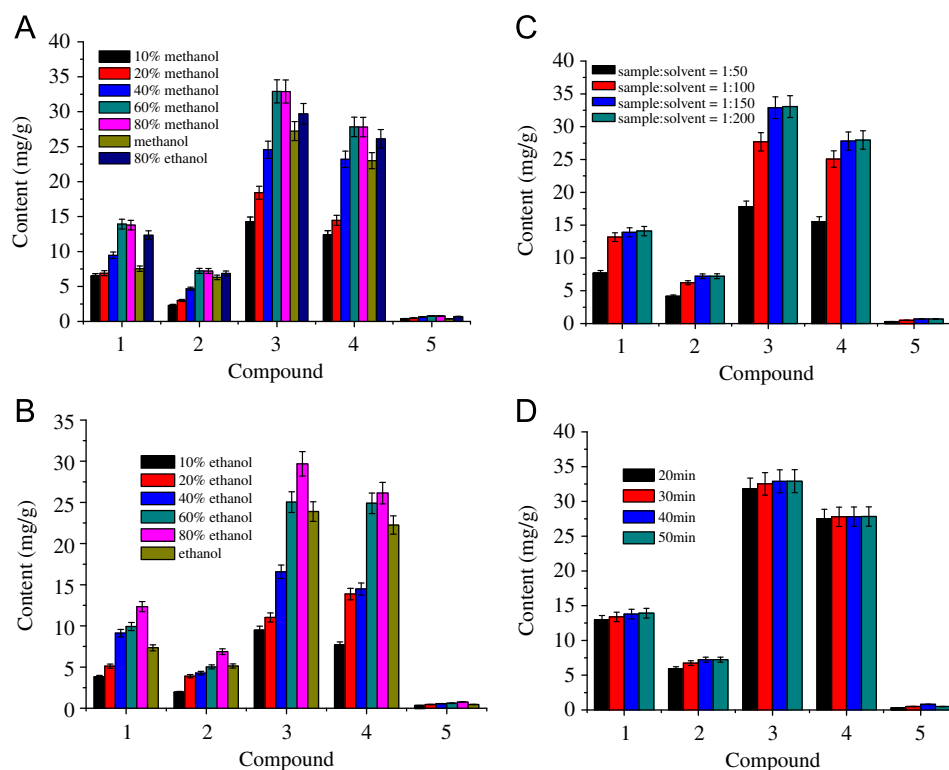 A
40
35
30
25
20
15
10
5
0
Content (mg/g)
10% methanol
20% methanol
40% methanol
60% methanol
80% methanol
methanol
80% ethanol
1 2 3 4 5
Compound
C
40
35
30
25
20
15
10
5
0
Content (mg/g)
sample:solvent = 1:50
sample:solvent = 1:100
sample:solvent = 1:150
sample:solvent = 1:200
1 2 3 4 5
Compound
B
35
30
25
20
15
10
5
0
Content (mg/g)
10% ethanol
20% ethanol
40% ethanol
60% ethanol
80% ethanol
ethanol
1 2 3 4 5
Compound
D
40
35
30
25
20
15
10
5
0
Content (mg/g)
20min
30min
40min
50min
1 2 3 4 5
Compound